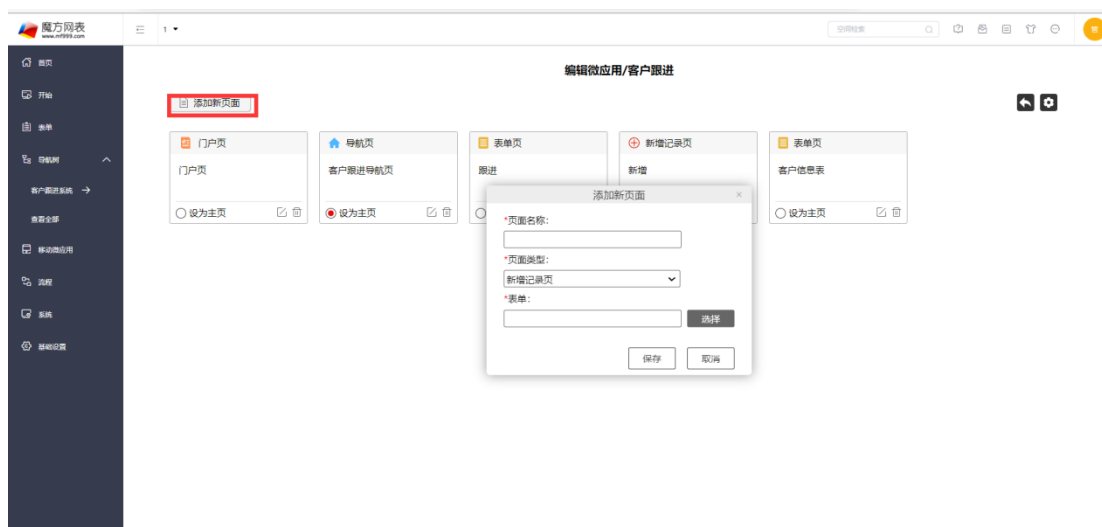 魔方网表
www.mf999.com
1
空间检索
首页
开始
表单
导航树
客户跟进系统
查看全部
移动微应用
流程
系统
基础设置
编辑微应用/客户跟进
添加新页面
门户页
门户页
设为主页
导航页
客户跟进导航页
设为主页
表单页
跟进
新增记录页
新增
表单页
客户信息表
设为主页
添加新页面
*页面名称:
*页面类型:
新增记录页
*表单:
选择
保存
取消